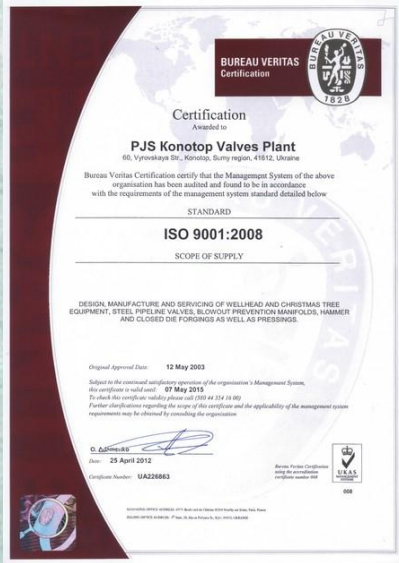 BUREAU VERITAS
Certification
BUREAU VERITAS
1828
Certification
Awarded to
PJS Konotop Valves Plant
60, Vyrovskaya Str., Konotop, Sumy region, 41612, Ukraine
Bureau Veritas Certification certify that the Management System of the above
organisation has been audited and found to be in accordance
with the requirements of the management system standard detailed below
STANDARD
ISO 9001:2008
SCOPE OF SUPPLY
DESIGN, MANUFACTURE AND SERVICING OF WELLHEAD AND CHRISTMAS TREE
EQUIPMENT, STEEL PIPELINE VALVES, BLOWOUT PREVENTION MANIFOLDS, HAMMER
AND CLOSED DIE FORGINGS AS WELL AS PRESSINGS.
Original Approval Date: 12 May 2003
Subject to the continued satisfactory operation of the organisation's Management System,
this certificate is valid until: 07 May 2015
To check this certificate validity please call
Further clarifications regarding the scope of this certificate and the applicability of the management system
requirements may be obtained by consulting the organisation
Date: 25 April 2012
Certificate Number: UA226863
Bureau Veritas Certification
using the accreditation
certificate number 008
UKAS
MANAGEMENT
SYSTEMS
008